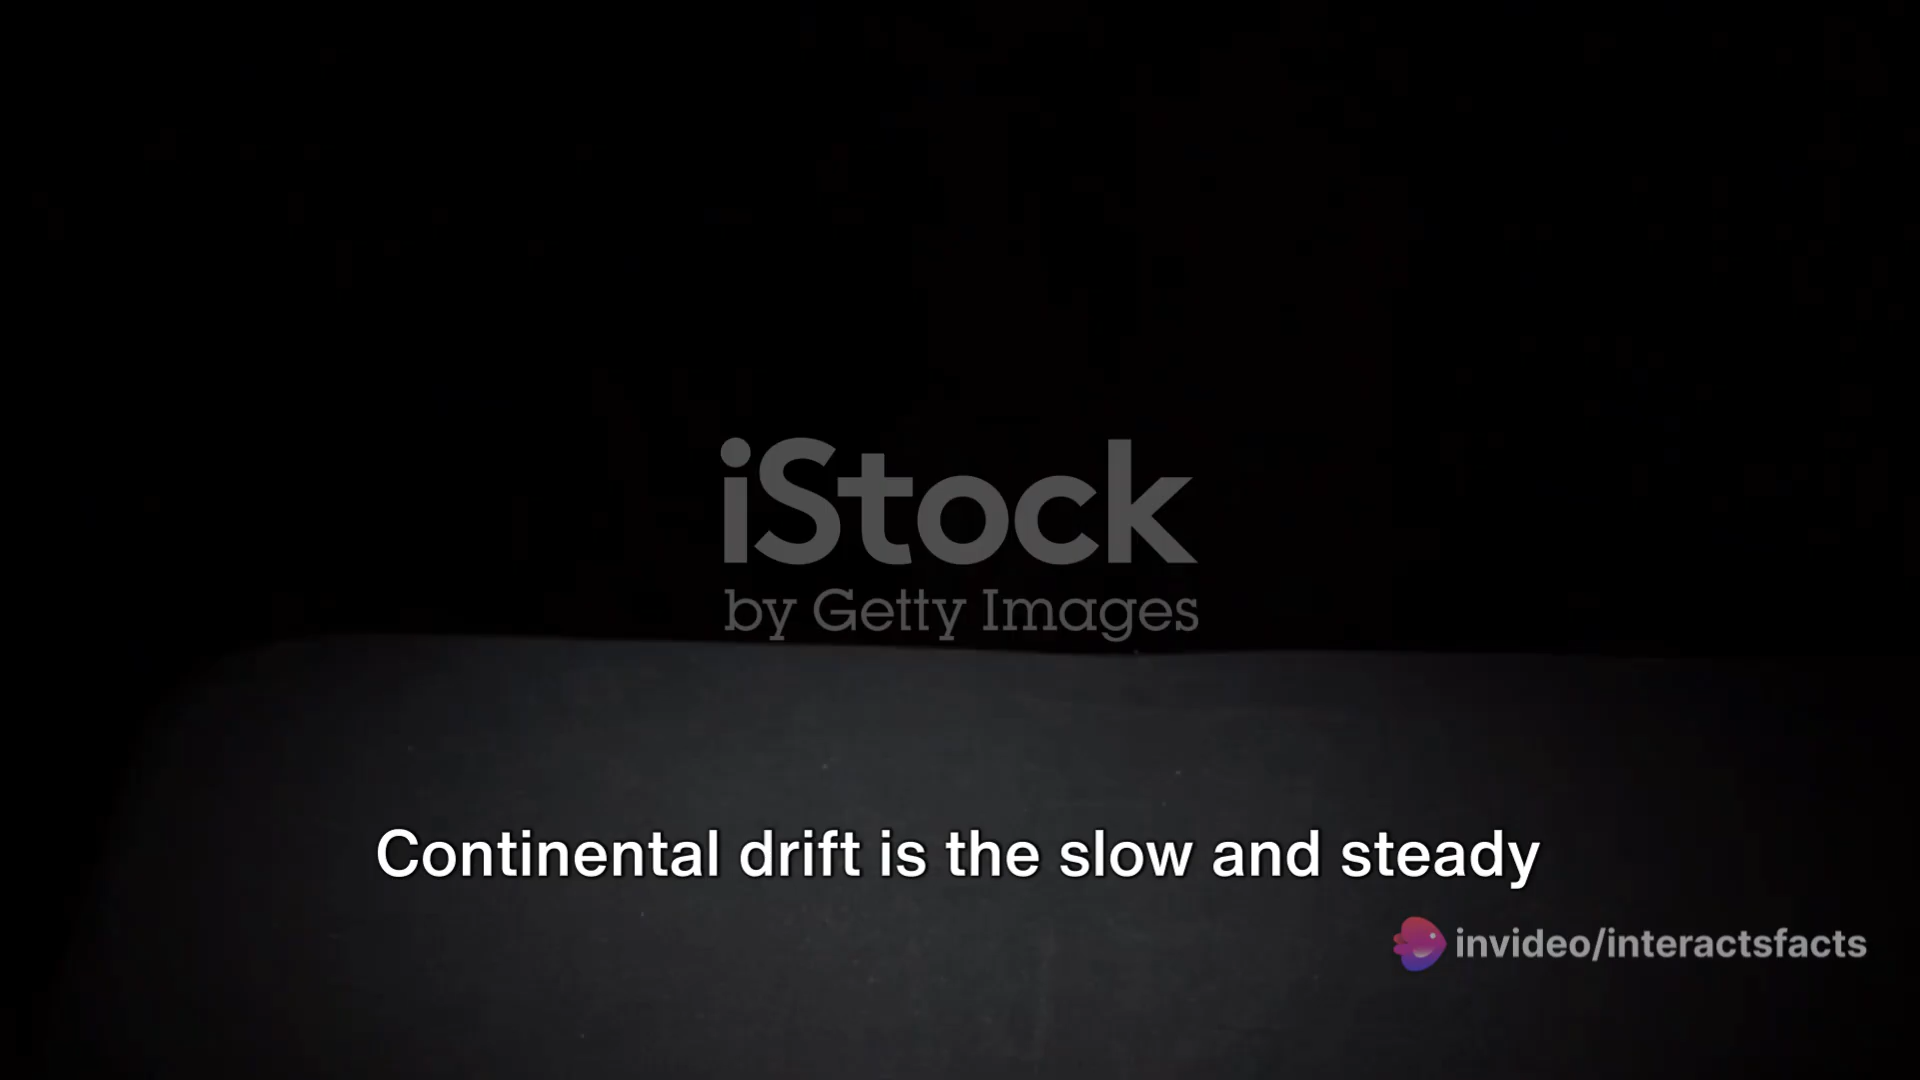 iStock
by Getty Images
Continental drift is the slow and steady
invideo/interactsfacts